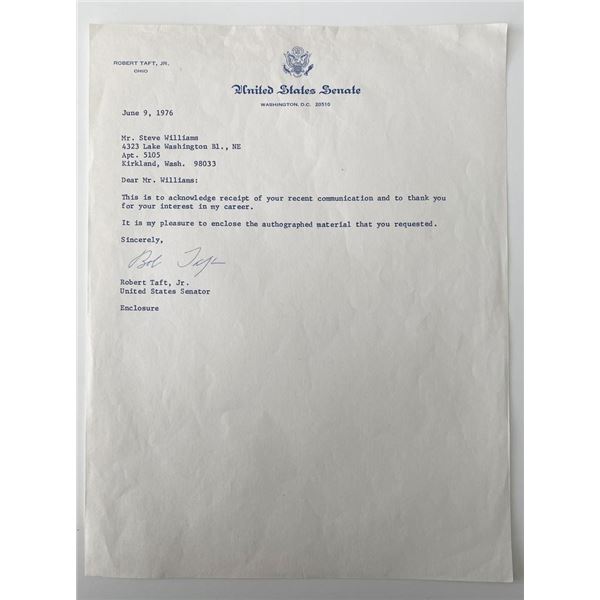 ROBERT TAFT, JR.
OHIO
United States Senate
WASHINGTON, D.C. 20510
June 9, 1976
Mr. Steve Williams
4323 Lake Washington Bl., NE
Apt. 5105
Kirkland, Wash. 98033
Dear Mr. Williams:
This is to acknowledge receipt of your recent communication and to thank you
for your interest in my career.
It is my pleasure to enclose the autographed material that you requested.
Sincerely,
Bob Taft
Robert Taft, Jr.
United States Senator
Enclosure